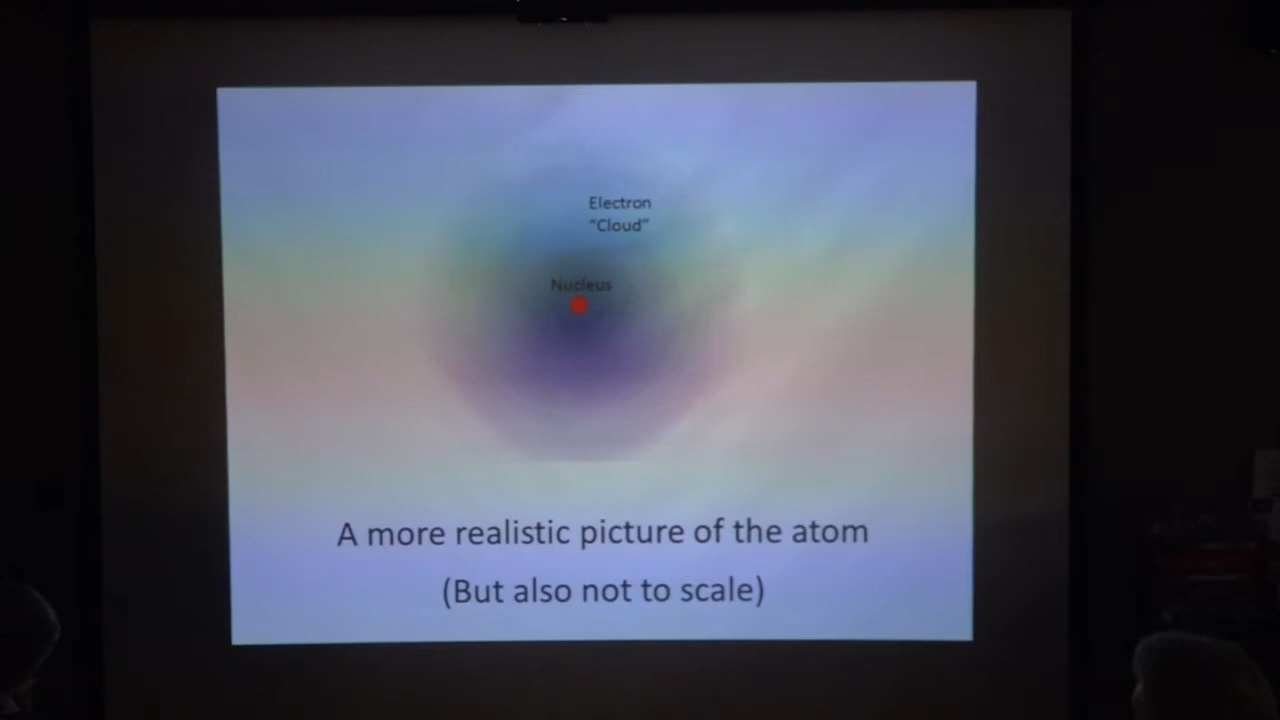 Electron
“Cloud”
Nucleus
A more realistic picture of the atom
(But also not to scale)